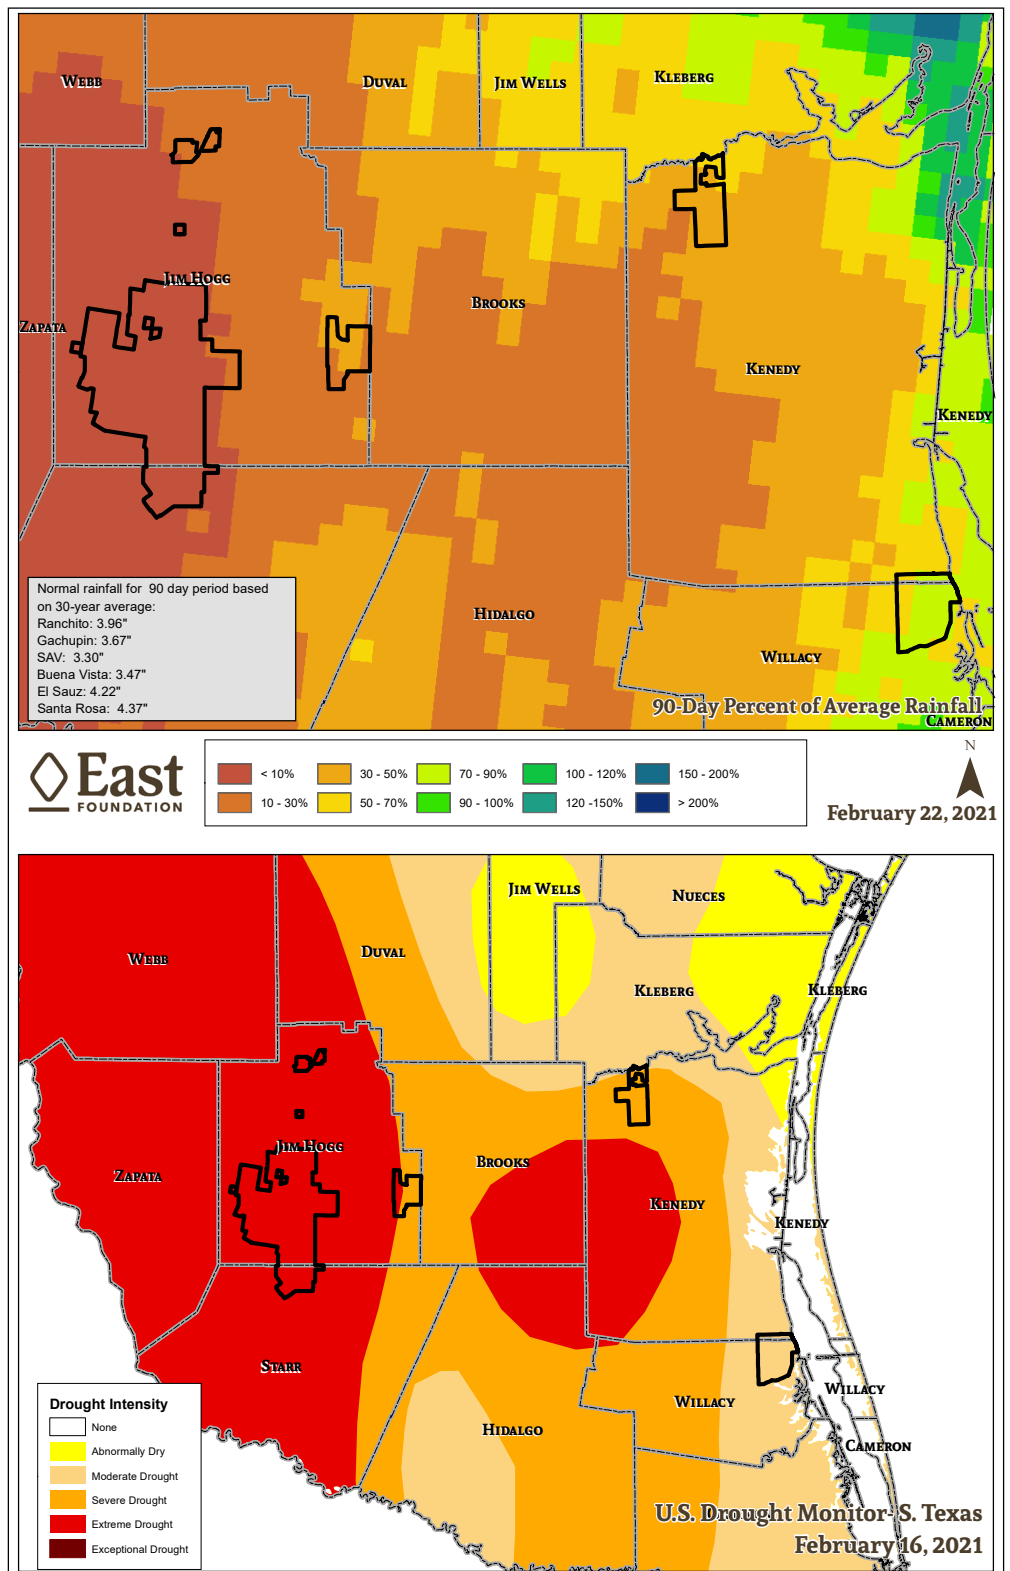 WEBB
DUVAL
JIM WELLS
KLEBERG
JIM HOGG
ZAPATA
BROOKS
KENEDY
KENEDY
Normal rainfall for 90 day period based
on 30-year average:
Ranchito: 3.96"
Gachupin: 3.67"
SAV: 3.30"
Buena Vista: 3.47"
El Sauz: 4.22"
Santa Rosa: 4.37"
HIDALGO
WILLACY
90-Day Percent of Average Rainfall
CAMERON
East
FOUNDATION
< 10%
30 - 50%
70 - 90%
100 - 120%
150 - 200%
10 - 30%
50 - 70%
90 - 100%
120 -150%
> 200%
N
February 22, 2021
JIM WELLS
NUECES
WEBB
DUVAL
KLEBERG
KLEBERG
JIM HOGG
ZAPATA
BROOKS
KENEDY
KENEDY
STARR
WILLACY
WILLACY
HIDALGO
CAMERON
Drought Intensity
None
Abnormally Dry
Moderate Drought
Severe Drought
Extreme Drought
Exceptional Drought
U.S. Drought Monitor- S. Texas
February 16, 2021